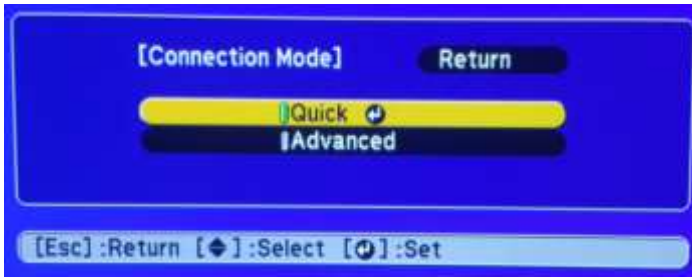 [Connection Mode] Return
Quick
Advanced
[Esc] :Return [◆] :Select [↵] :Set